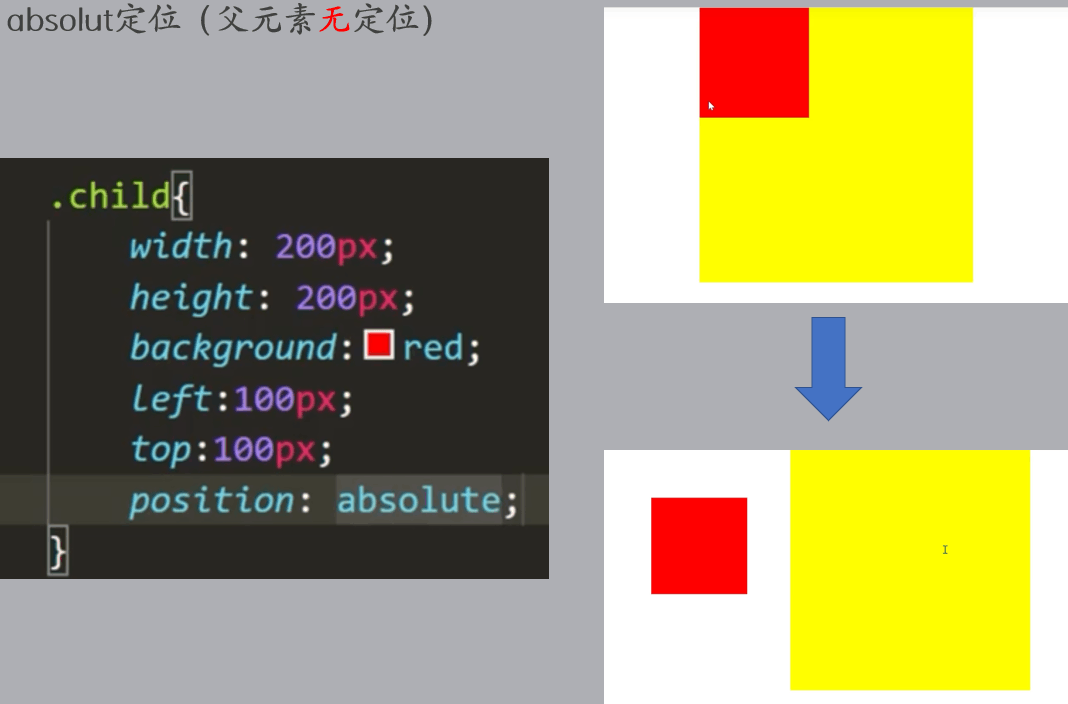 absolut定位（父元素无定位）
.child{
width: 200px;
height: 200px;
background: red;
left:100px;
top:100px;
position: absolute;
}